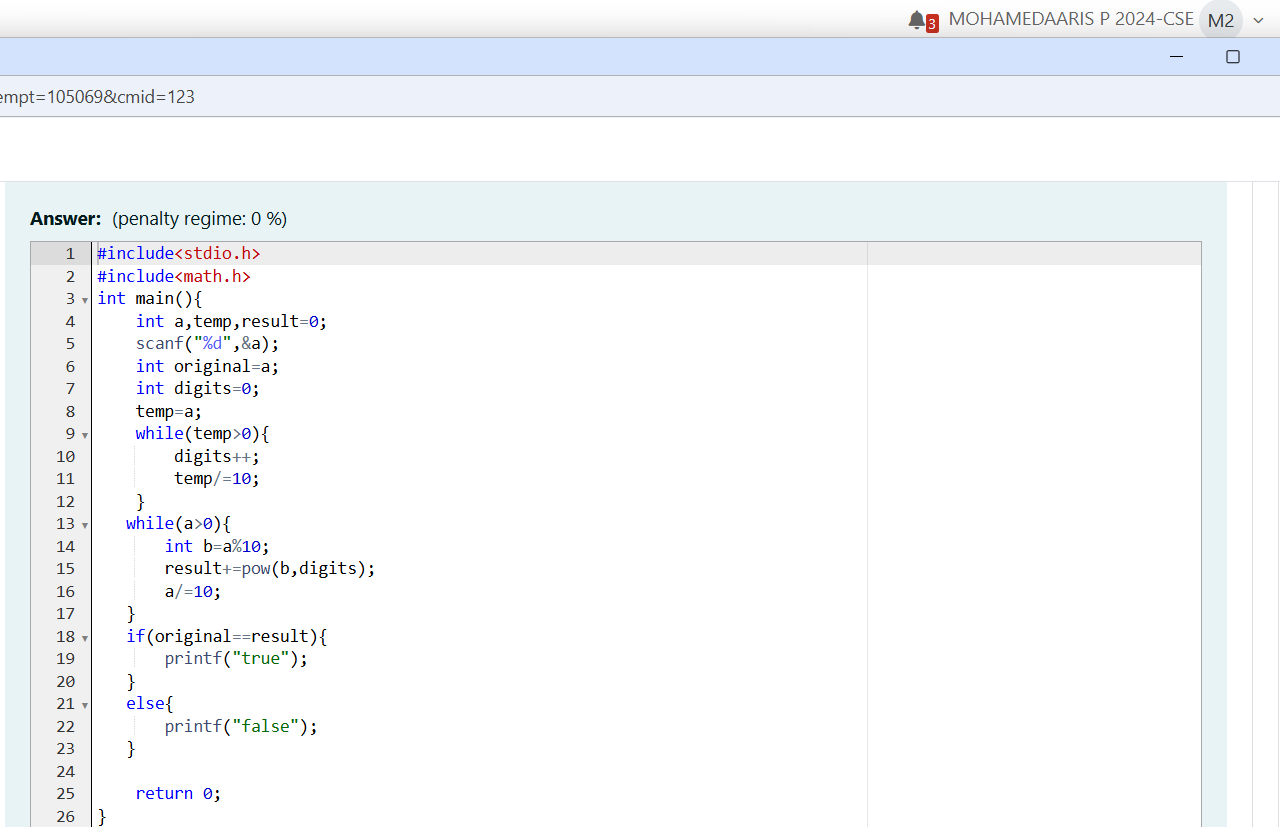 3 MOHAMEDAARIS P 2024-CSE M2
empt=105069&cmid=123
Answer: (penalty regime: 0 %)
1 #include<stdio.h>
2 #include<math.h>
3 int main(){
4     int a,temp,result=0;
5     scanf("%d",&a);
6     int original=a;
7     int digits=0;
8     temp=a;
9     while(temp>0){
10         digits++;
11         temp/=10;
12     }
13    while(a>0){
14        int b=a%10;
15        result+=pow(b,digits);
16        a/=10;
17    }
18    if(original==result){
19        printf("true");
20    }
21    else{
22        printf("false");
23    }
24
25     return 0;
26 }